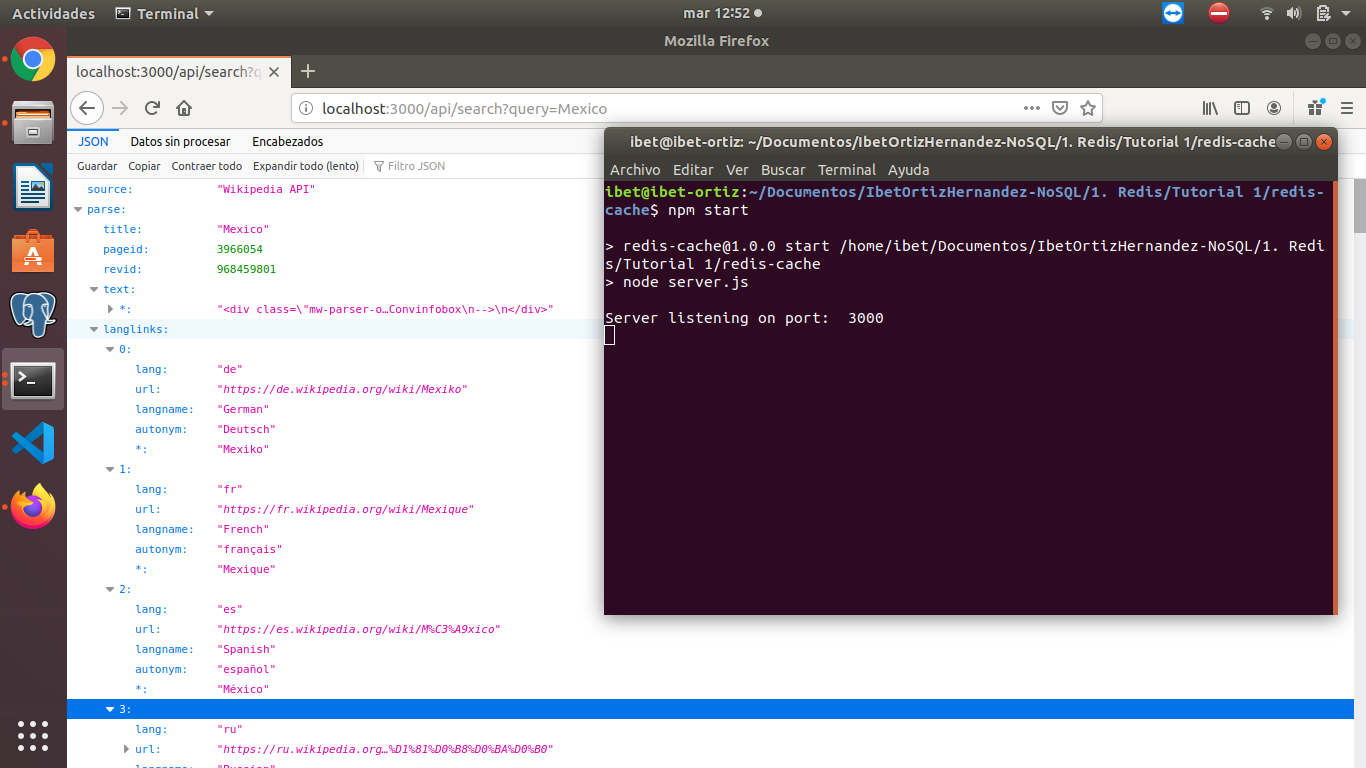 Actividades
Terminal
mar 12:52
Mozilla Firefox
localhost:3000/api/search?q
localhost:3000/api/search?query=Mexico
JSON
Datos sin procesar
Encabezados
Guardar
Copiar
Contraer todo
Expandir todo (lento)
Filtro JSON
source: "Wikipedia API"
parse:
title: "Mexico"
pageid: 3966054
revid: 968459801
text:
*: "<div class=\"mw-parser-o…Convinfobox\n-->\n</div>"
langlinks:
0:
lang: "de"
url: "https://de.wikipedia.org/wiki/Mexiko"
langname: "German"
autonym: "Deutsch"
*: "Mexiko"
1:
lang: "fr"
url: "https://fr.wikipedia.org/wiki/Mexique"
langname: "French"
autonym: "français"
*: "Mexique"
2:
lang: "es"
url: "https://es.wikipedia.org/wiki/M%C3%A9xico"
langname: "Spanish"
autonym: "español"
*: "México"
3:
lang: "ru"
url: "https://ru.wikipedia.org…%D1%81%D0%B8%D0%BA%D0%B0"
ibet@ibet-ortiz: ~/Documentos/IbetOrtizHernandez-NoSQL/1. Redis/Tutorial 1/redis-cache
Archivo Editar Ver Buscar Terminal Ayuda
ibet@ibet-ortiz:~/Documentos/IbetOrtizHernandez-NoSQL/1. Redis/Tutorial 1/redis-
cache$ npm start
> redis-cache@1.0.0 start /home/ibet/Documentos/IbetOrtizHernandez-NoSQL/1. Redi
s/Tutorial 1/redis-cache
> node server.js
Server listening on port:  3000